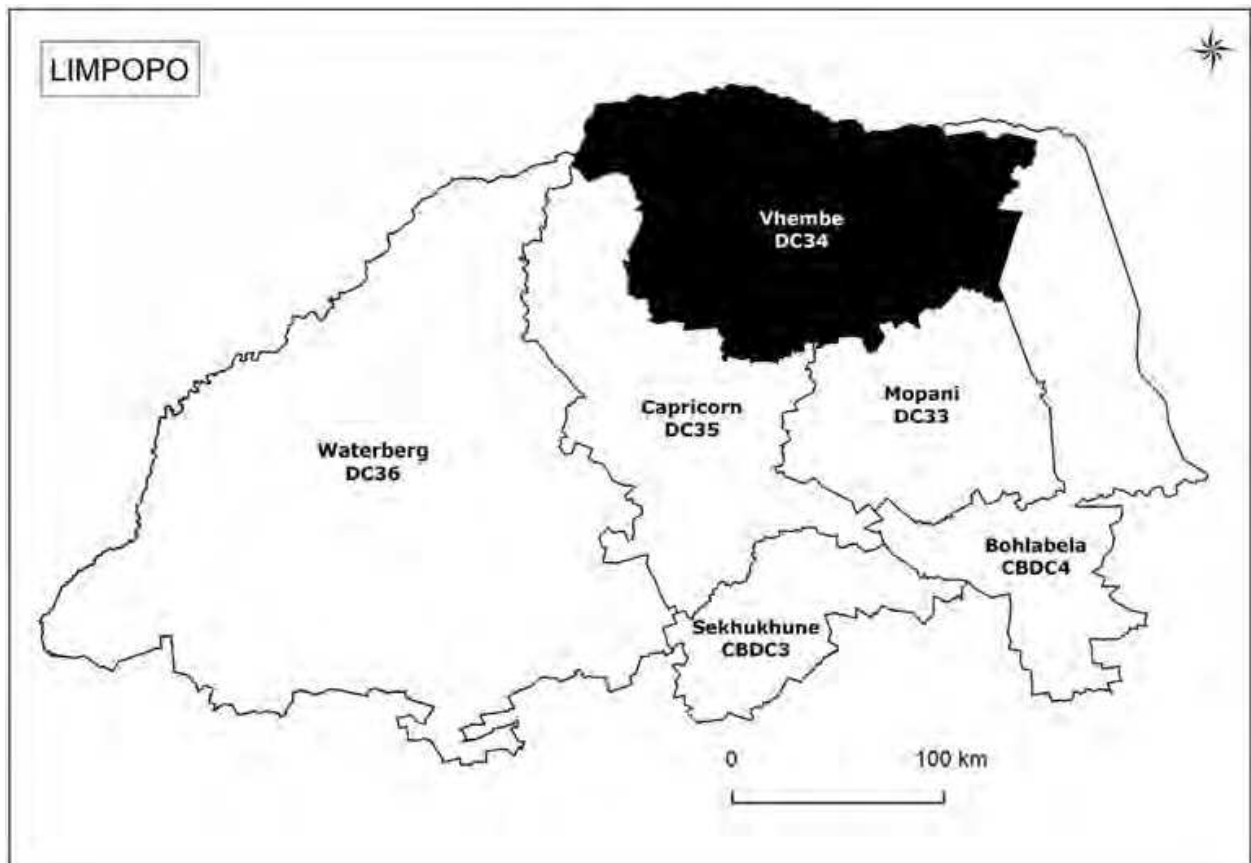 LIMPOPO
Vhembe
DC34
Mopani
DC33
Capricorn
DC35
Waterberg
DC36
Bohlabela
CBDC4
Sekhukhune
CBDC3
0 100 km